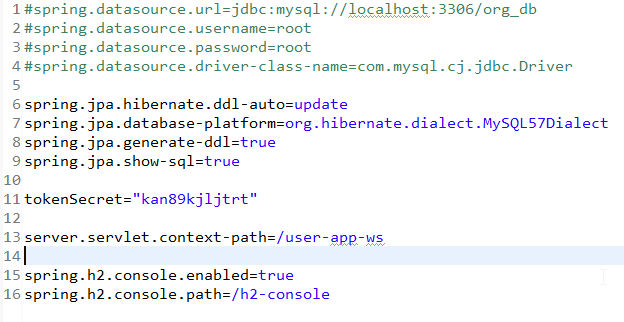 1 #spring.datasource.url=jdbc:mysql://localhost:3306/org_db
2 #spring.datasource.username=root
3 #spring.datasource.password=root
4 #spring.datasource.driver-class-name=com.mysql.cj.jdbc.Driver
5
6 spring.jpa.hibernate.ddl-auto=update
7 spring.jpa.database-platform=org.hibernate.dialect.MySQL57Dialect
8 spring.jpa.generate-ddl=true
9 spring.jpa.show-sql=true
10
11 tokenSecret="kan89kjljtrt"
12
13 server.servlet.context-path=/user-app-ws
14
15 spring.h2.console.enabled=true
16 spring.h2.console.path=/h2-console